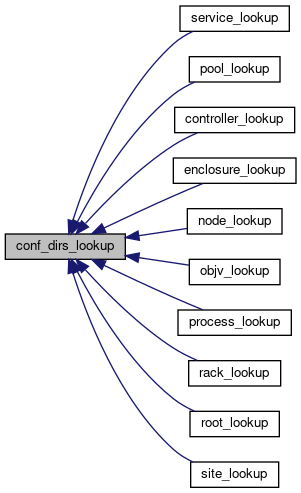 service_lookup
pool_lookup
controller_lookup
enclosure_lookup
node_lookup
conf_dirs_lookup
objv_lookup
process_lookup
rack_lookup
root_lookup
site_lookup